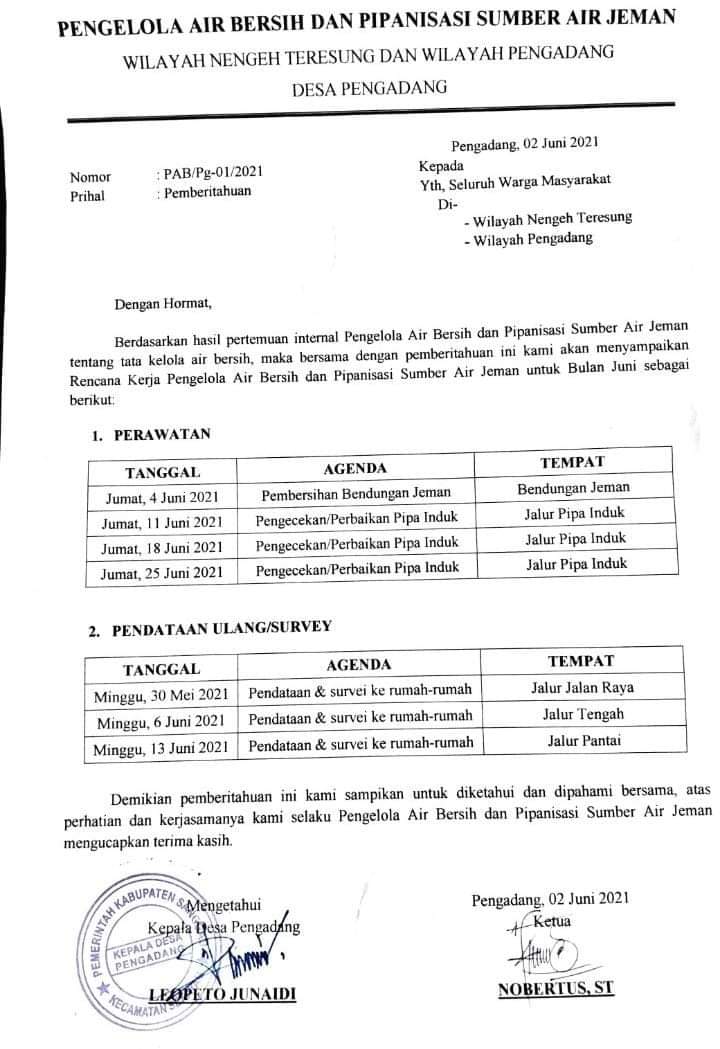 PENGELOLA AIR BERSIH DAN PIPANISASI SUMBER AIR JEMAN
WILAYAH NENGEH TERESUNG DAN WILAYAH PENGADANG
DESA PENGADANG
Pengadang, 02 Juni 2021
Nomor : PAB/Pg-01/2021
Prihal : Pemberitahuan
Kepada
Yth, Seluruh Warga Masyarakat
Di-
- Wilayah Nengeh Teresung
- Wilayah Pengadang
Dengan Hormat,
Berdasarkan hasil pertemuan internal Pengelola Air Bersih dan Pipanisasi Sumber Air Jeman
tentang tata kelola air bersih, maka bersama dengan pemberitahuan ini kami akan menyampaikan
Rencana Kerja Pengelola Air Bersih dan Pipanisasi Sumber Air Jeman untuk Bulan Juni sebagai
berikut:
1. PERAWATAN
TANGGAL AGENDA TEMPAT
Jumat, 4 Juni 2021 Pembersihan Bendungan Jeman Bendungan Jeman
Jumat, 11 Juni 2021 Pengecekan/Perbaikan Pipa Induk Jalur Pipa Induk
Jumat, 18 Juni 2021 Pengecekan/Perbaikan Pipa Induk Jalur Pipa Induk
Jumat, 25 Juni 2021 Pengecekan/Perbaikan Pipa Induk Jalur Pipa Induk
2. PENDATAAN ULANG/SURVEY
TANGGAL AGENDA TEMPAT
Minggu, 30 Mei 2021 Pendataan & survei ke rumah-rumah Jalur Jalan Raya
Minggu, 6 Juni 2021 Pendataan & survei ke rumah-rumah Jalur Tengah
Minggu, 13 Juni 2021 Pendataan & survei ke rumah-rumah Jalur Pantai
Demikian pemberitahuan ini kami sampikan untuk diketahui dan dipahami bersama, atas
perhatian dan kerjasamanya kami selaku Pengelola Air Bersih dan Pipanisasi Sumber Air Jeman
mengucapkan terima kasih.
Mengetahui
Kepala Desa Pengadang
PEMERINTAH KABUPATEN
KEPALA DESA
PENGADANG
KECAMATAN
LEOPETO JUNAIDI
Pengadang, 02 Juni 2021
Ketua
NOBERTUS, ST